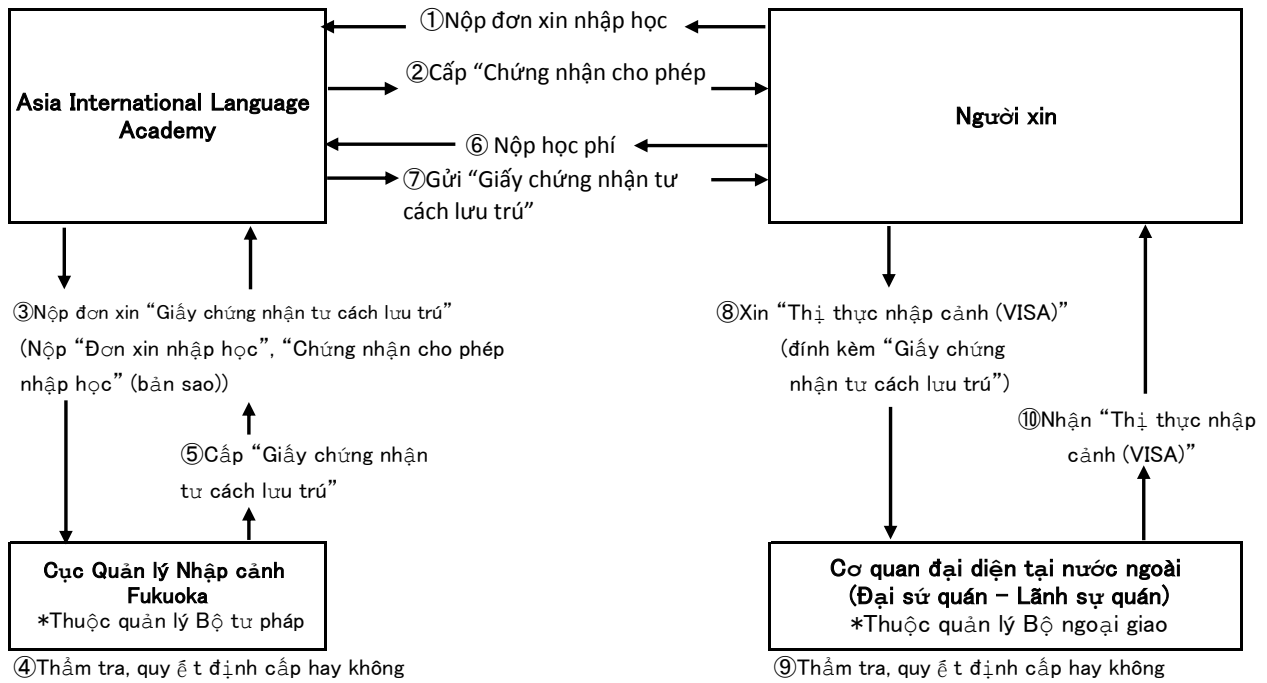 ①Nộp đơn xin nhập học
②Cấp “Chứng nhận cho phép
Asia International Language
Academy
Người xin
⑥ Nộp học phí
⑦Gửi “Giấy chứng nhận tư
cách lưu trú”
③Nộp đơn xin “Giấy chứng nhận tư cách lưu trú”
(Nộp “Đơn xin nhập học”, “Chứng nhận cho phép
nhập học” (bản sao))
⑤Cấp “Giấy chứng nhận
tư cách lưu trú”
⑧Xin “Thị thực nhập cảnh (VISA)”
(đính kèm “Giấy chứng
nhận tư cách lưu trú”)
⑩Nhận “Thị thực nhập
cảnh (VISA)”
Cục Quản lý Nhập cảnh
Fukuoka
*Thuộc quản lý Bộ tư pháp
④Thẩm tra, quy ế t định cấp hay không
Cơ quan đại diện tại nước ngoài
(Đại sứ quán – Lãnh sự quán)
*Thuộc quản lý Bộ ngoại giao
⑨Thẩm tra, quy ế t định cấp hay không